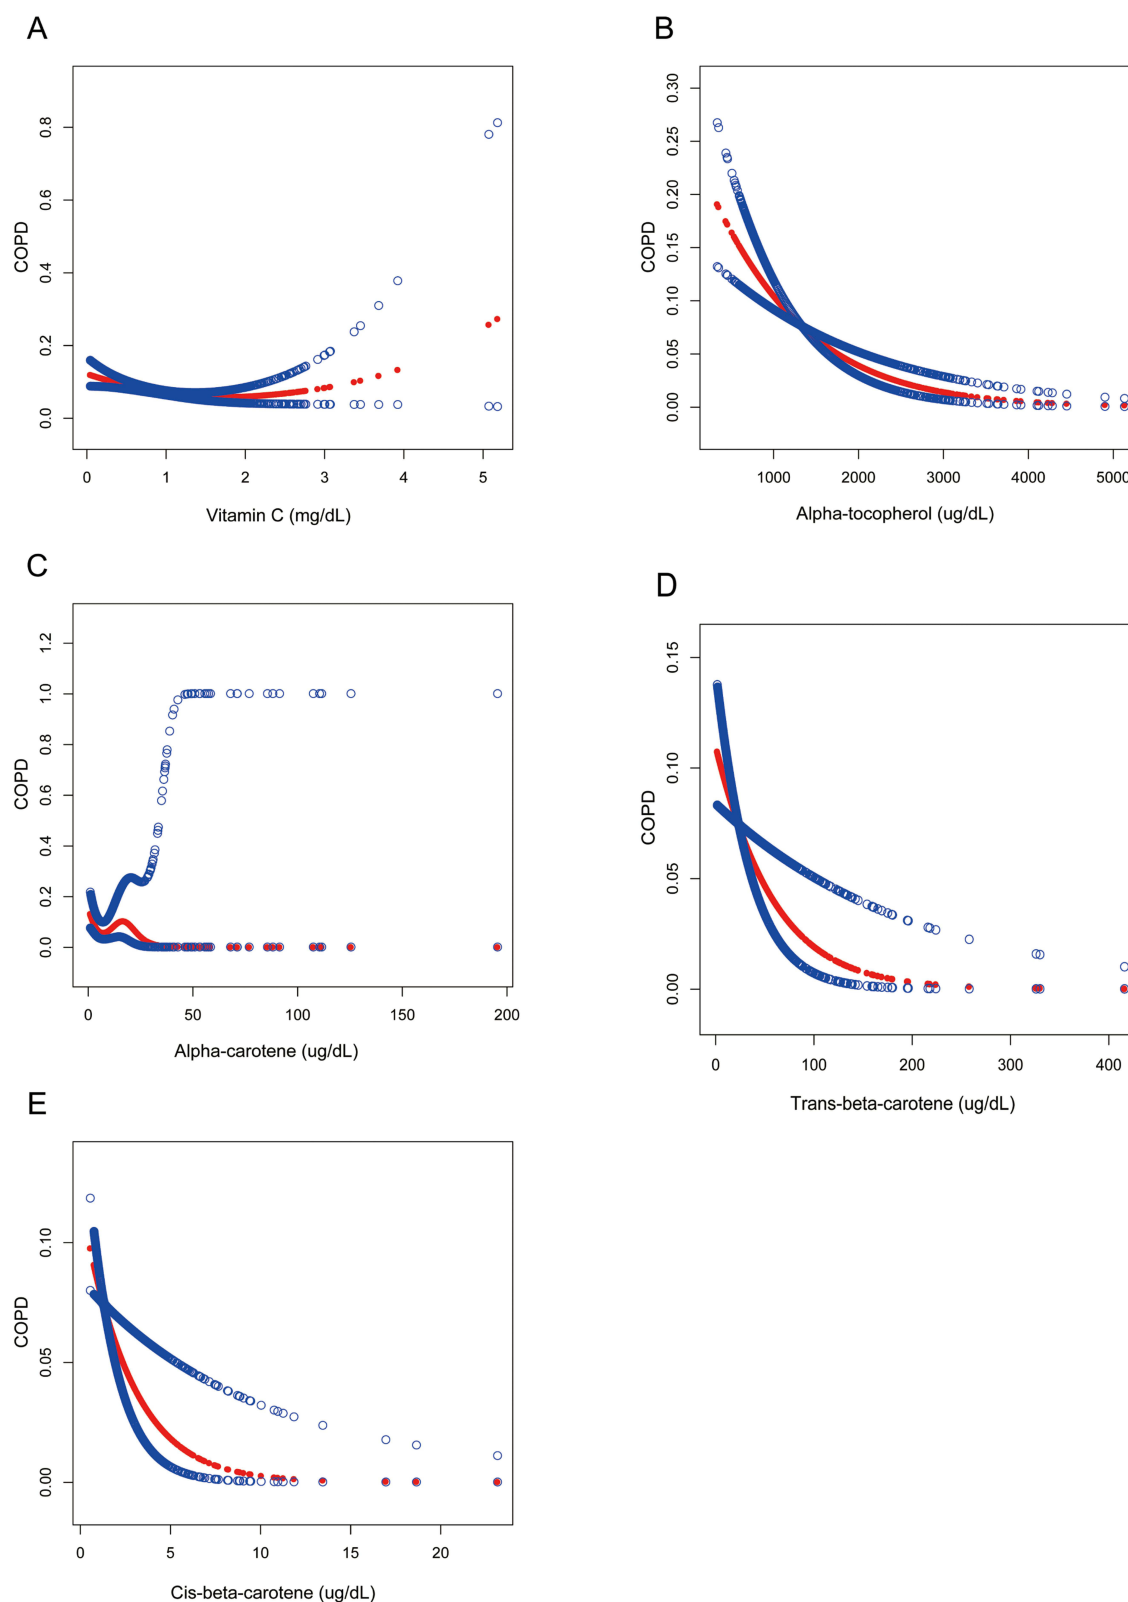 A
COPD
0.8
0.6
0.4
0.2
0.0
0 1 2 3 4 5
Vitamin C (mg/dL)
B
COPD
0.30
0.25
0.20
0.15
0.10
0.05
0.00
1000 2000 3000 4000 5000
Alpha-tocopherol (ug/dL)
C
COPD
1.2
1.0
0.8
0.6
0.4
0.2
0.0
0 50 100 150 200
Alpha-carotene (ug/dL)
D
COPD
0.15
0.10
0.05
0.00
0 100 200 300 400
Trans-beta-carotene (ug/dL)
E
COPD
0.10
0.05
0.00
0 5 10 15 20
Cis-beta-carotene (ug/dL)